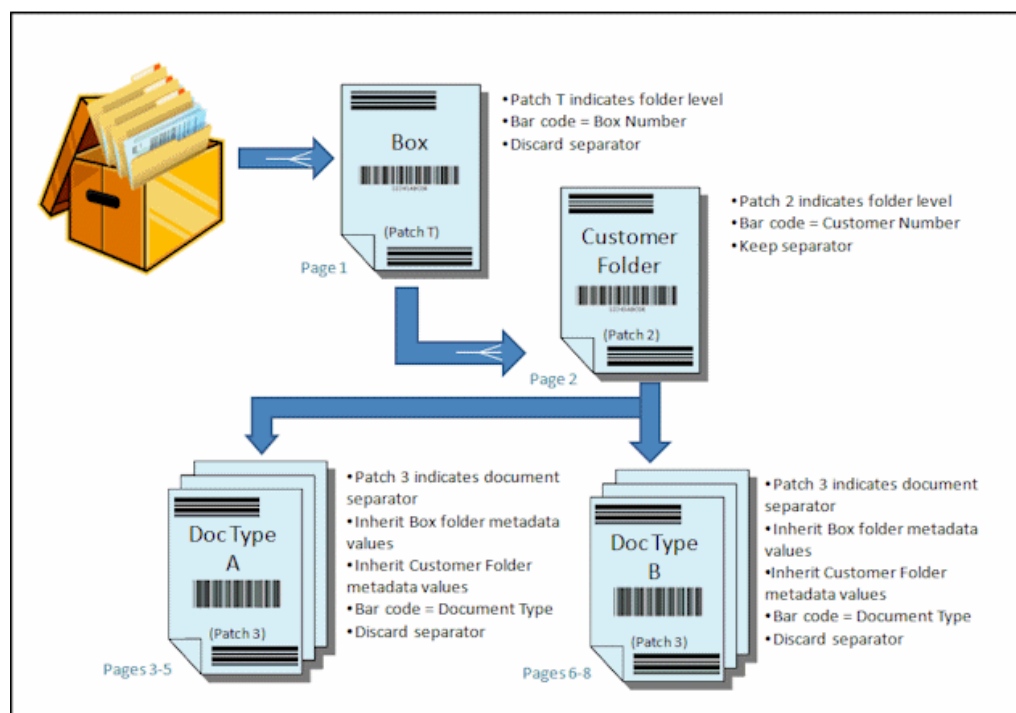 Box
(Patch T)
Page 1
•Patch T indicates folder level
•Bar code = Box Number
•Discard separator
Customer
Folder
(Patch 2)
Page 2
•Patch 2 indicates folder level
•Bar code = Customer Number
•Keep separator
Doc Type
A
(Patch 3)
Pages 3-5
•Patch 3 indicates document
separator
•Inherit Box folder metadata
values
•Inherit Customer Folder
metadata values
•Bar code = Document Type
•Discard separator
Doc Type
B
(Patch 3)
Pages 6-8
•Patch 3 indicates document
separator
•Inherit Box folder metadata
values
•Inherit Customer Folder
metadata values
•Bar code = Document Type
•Discard separator